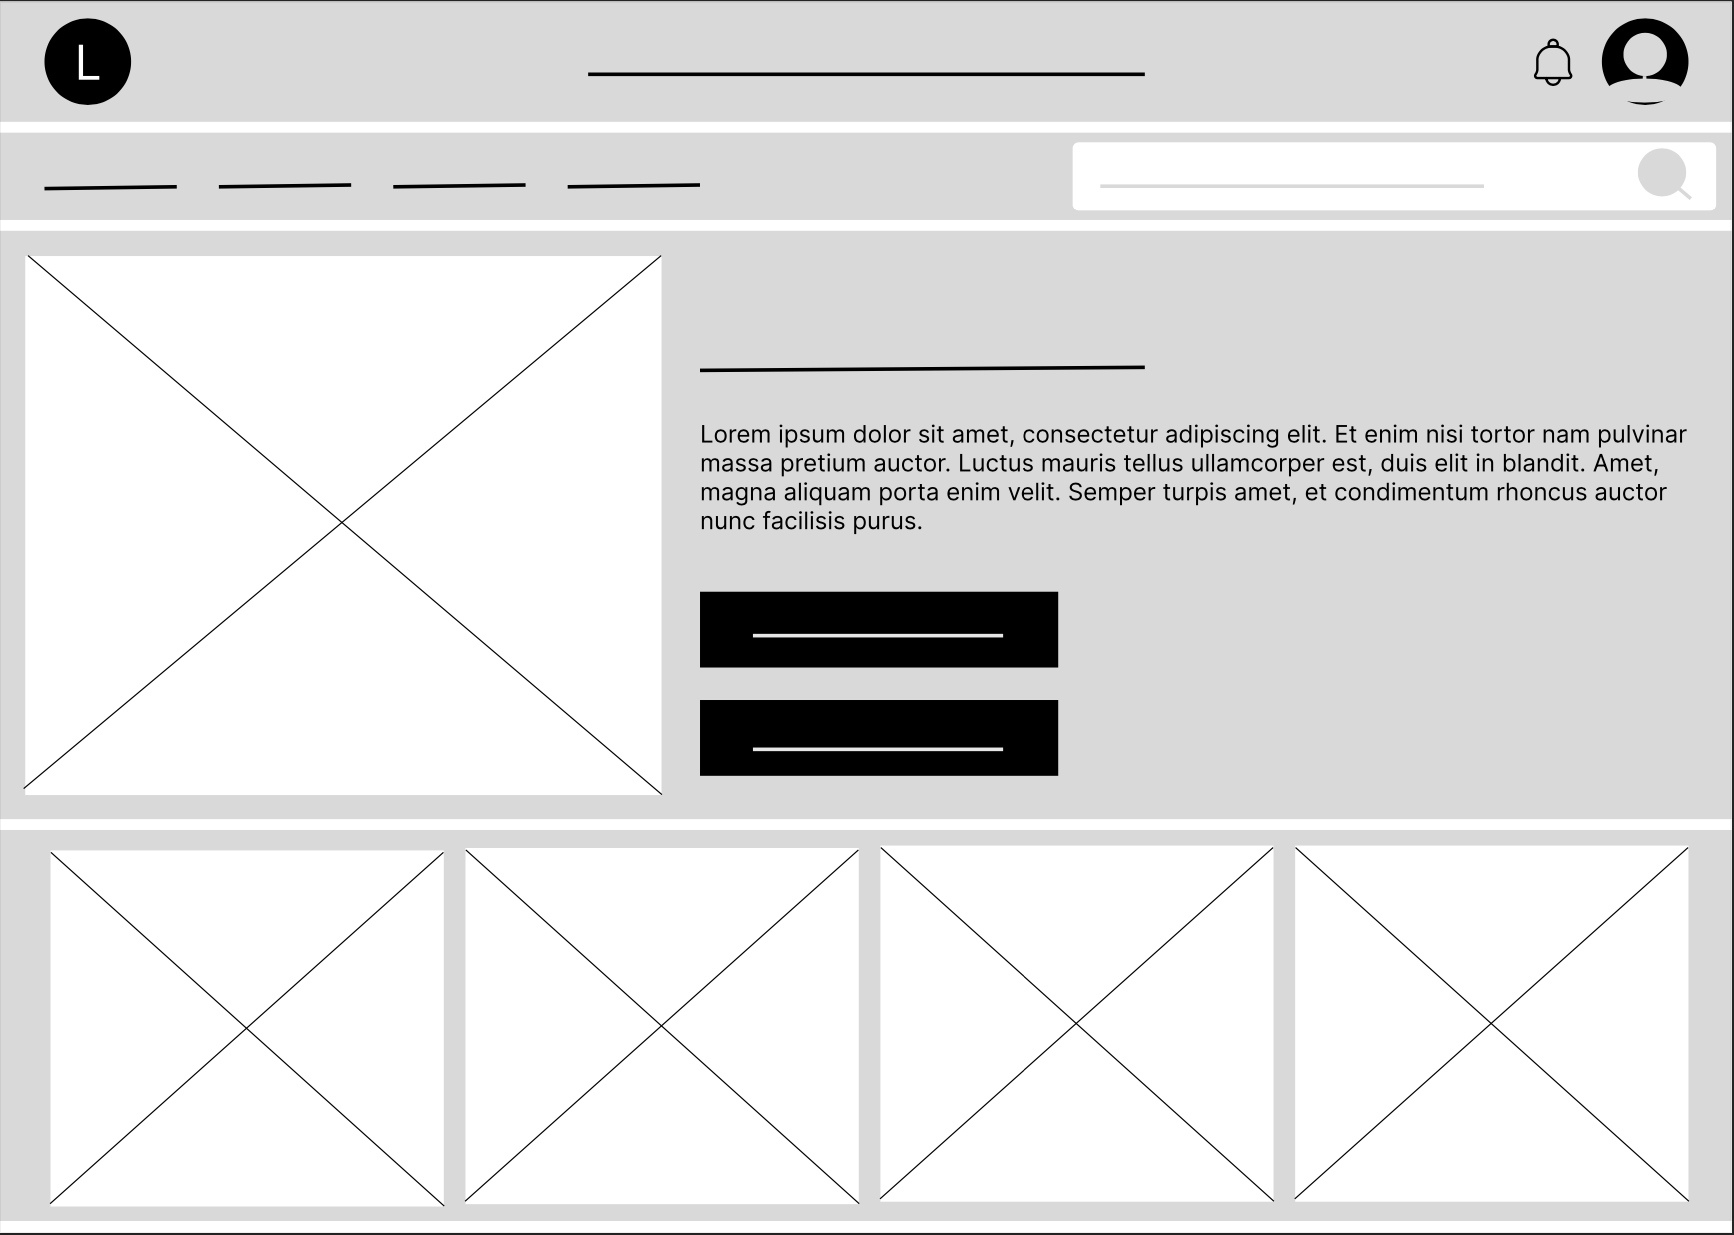 L
Lorem ipsum dolor sit amet, consectetur adipiscing elit. Et enim nisi tortor nam pulvinar
massa pretium auctor. Luctus mauris tellus ullamcorper est, duis elit in blandit. Amet,
magna aliquam porta enim velit. Semper turpis amet, et condimentum rhoncus auctor
nunc facilisis purus.